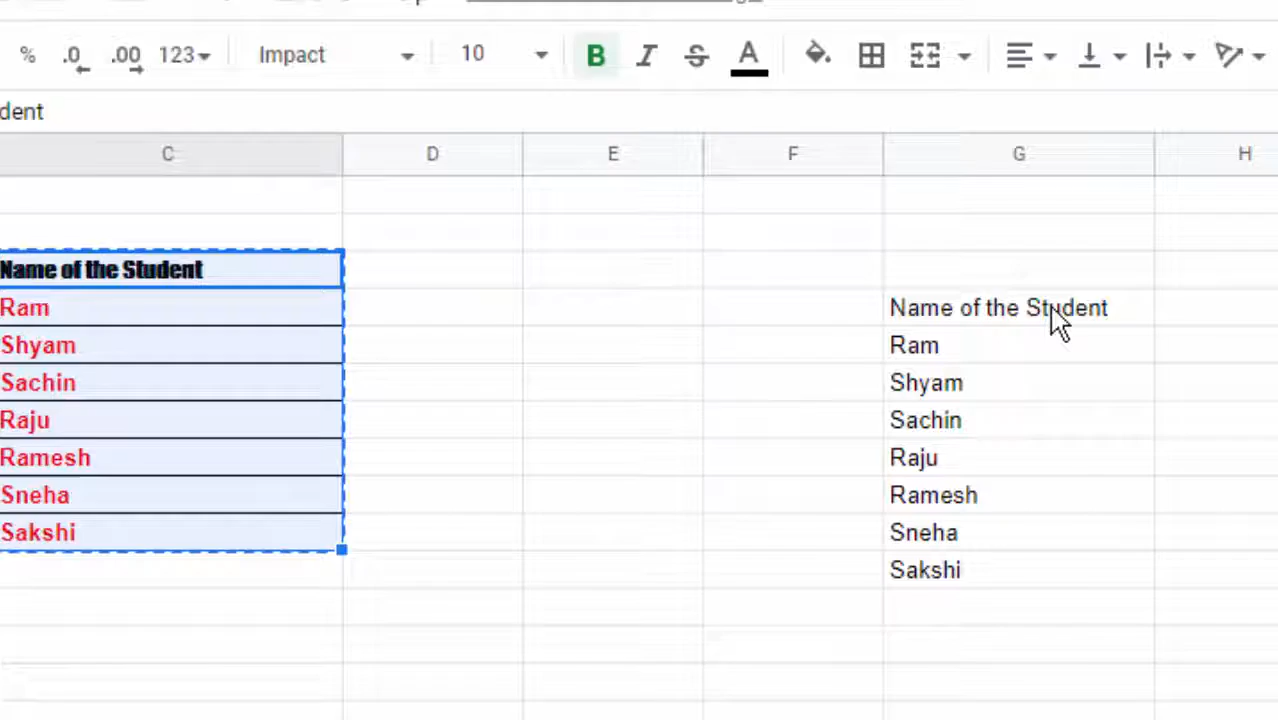 % .0 .00 123 Impact 10 B I S A
dent
C D E F G H
Name of the Student
Ram Name of the Student
Shyam Ram
Sachin Shyam
Raju Sachin
Ramesh Raju
Sneha Ramesh
Sakshi Sneha
Sakshi